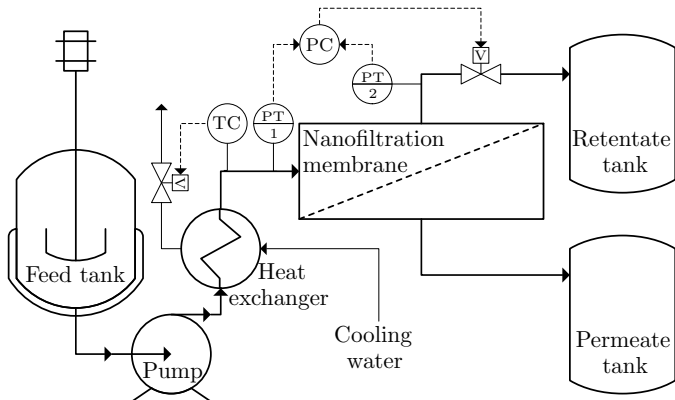 PC
V
PT
2
TC
PT
1
Nanofiltration
membrane
Retentate
tank
V
Feed tank
Heat
exchanger
Cooling
water
Permeate
tank
Pump